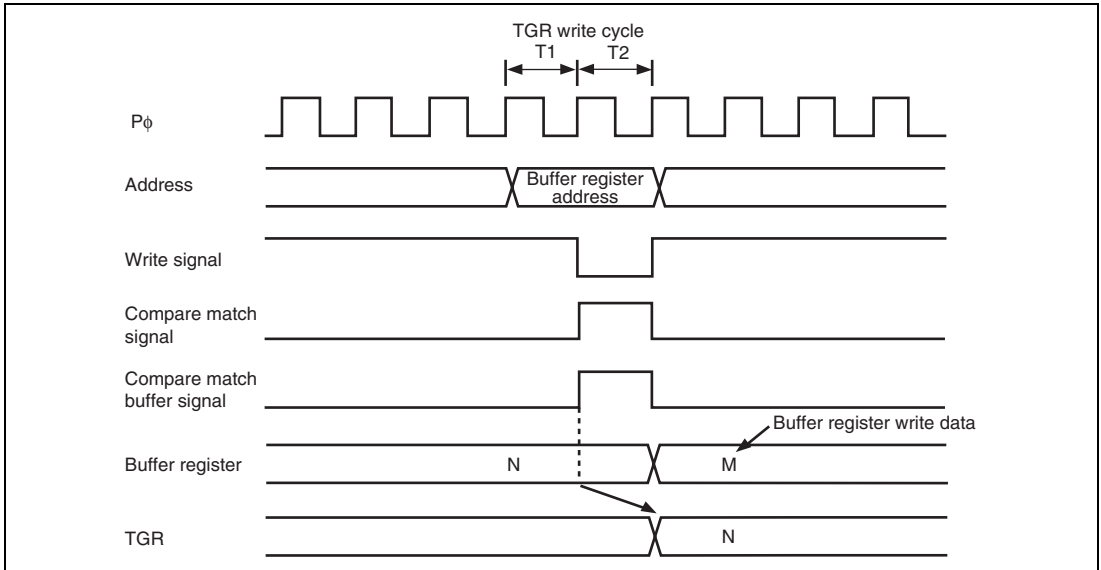 TGR write cycle
T1 T2
Pϕ
Address
Buffer register
address
Write signal
Compare match
signal
Compare match
buffer signal
Buffer register write data
Buffer register N M
TGR N